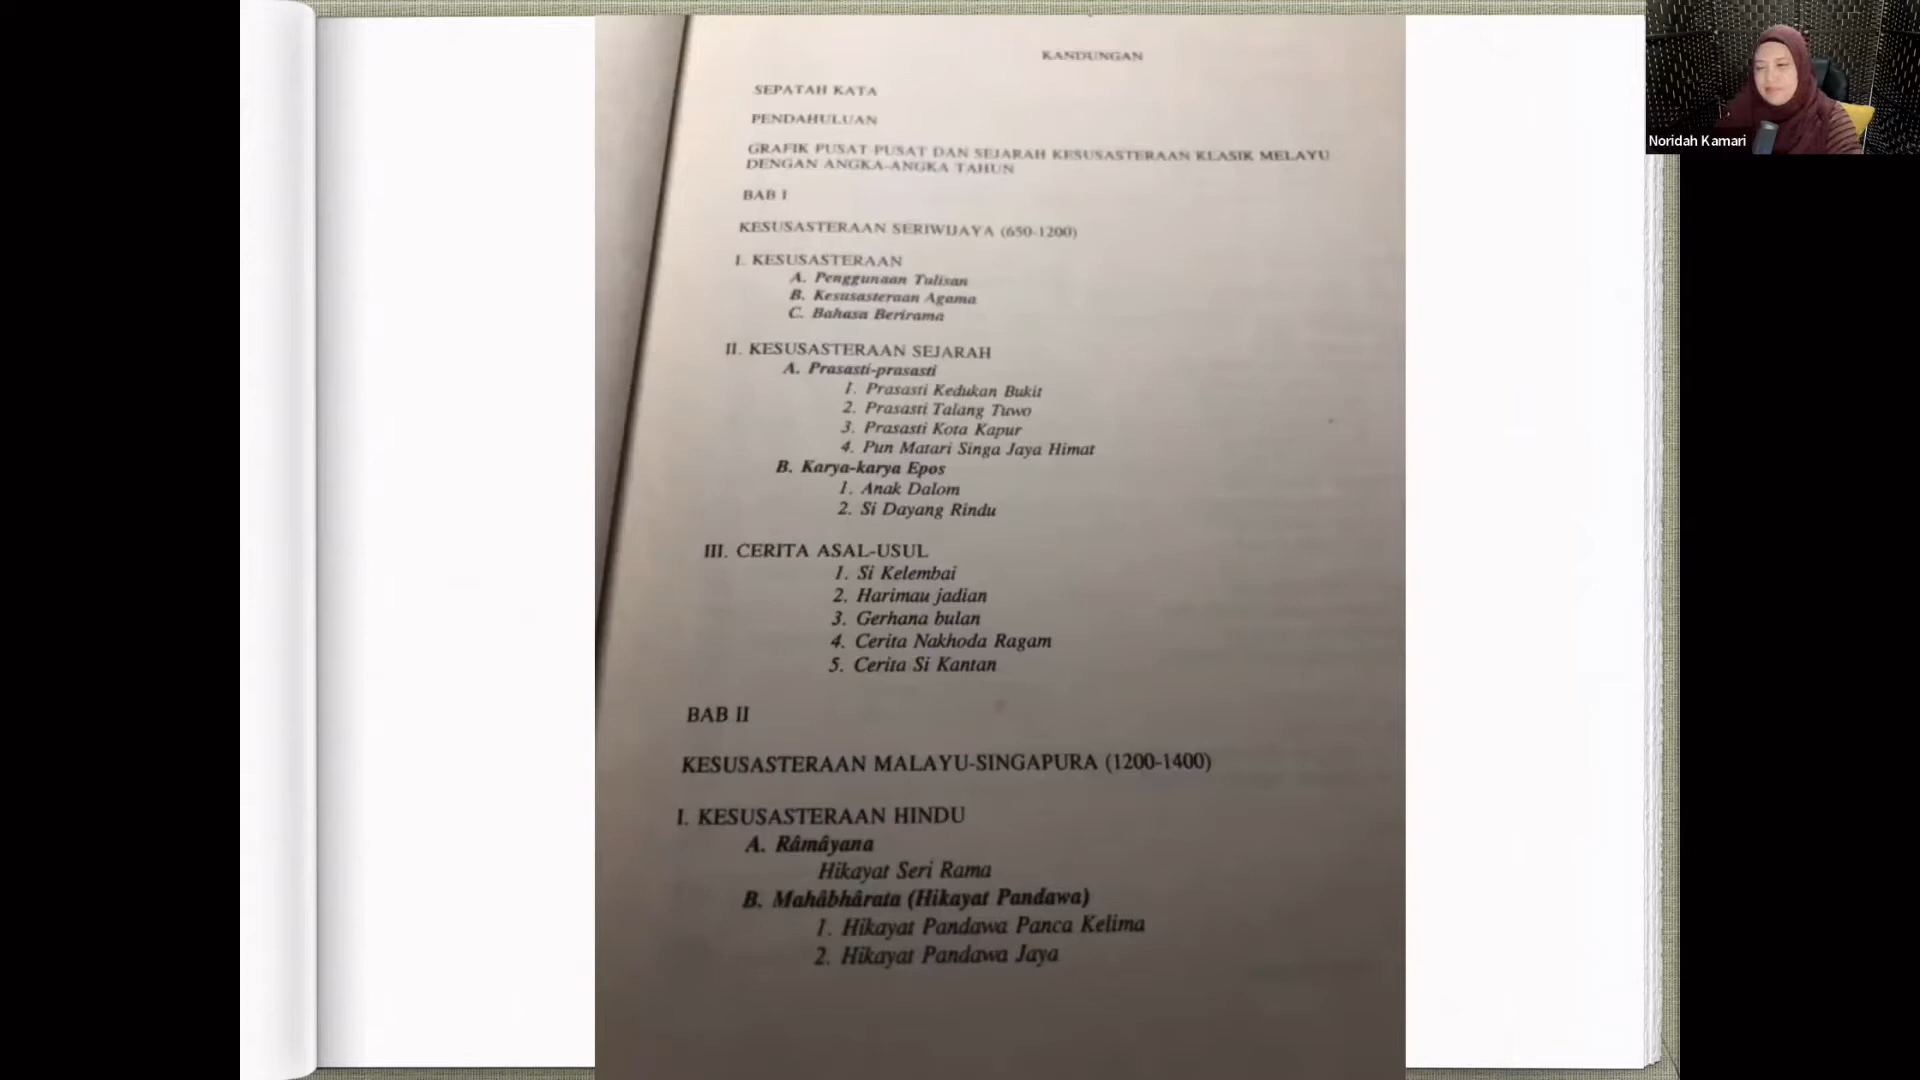 KANDUNGAN
SEPATAH KATA
PENDAHULUAN
GRAFIK PUSAT-PUSAT DAN SEJARAH KESUSASTERAAN KLASIK MELAYU
DENGAN ANGKA-ANGKA TAHUN
BAB I
KESUSASTERAAN SERIWIJAYA (650-1200)
I. KESUSASTERAAN
A. Penggunaan Tulisan
B. Kesusasteraan Agama
C. Bahasa Berirama
II. KESUSASTERAAN SEJARAH
A. Prasasti-prasasti
1. Prasasti Kedukan Bukit
2. Prasasti Talang Tuwo
3. Prasasti Kota Kapur
4. Pun Matari Singa Jaya Himat
B. Karya-karya Epos
1. Anak Dalom
2. Si Dayang Rindu
III. CERITA ASAL-USUL
1. Si Kelembai
2. Harimau jadian
3. Gerhana bulan
4. Cerita Nakhoda Ragam
5. Cerita Si Kantan
BAB II
KESUSASTERAAN MALAYU-SINGAPURA (1200-1400)
I. KESUSASTERAAN HINDU
A. Râmâyana
Hikayat Seri Rama
B. Mahâbhârata (Hikayat Pandawa)
1. Hikayat Pandawa Panca Kelima
2. Hikayat Pandawa Jaya
Noridah Kamari